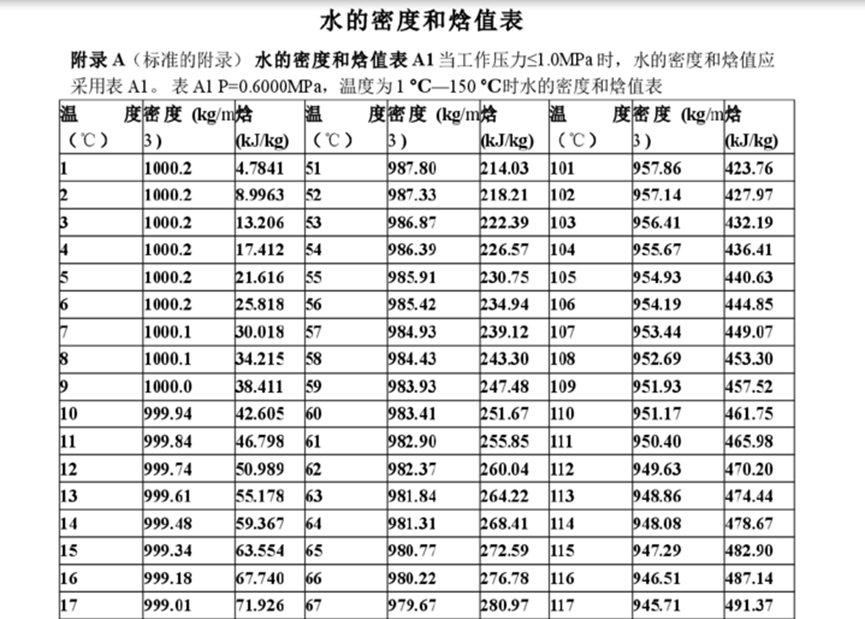 水的密度和焓值表
附录 A（标准的附录） 水的密度和焓值表 A1 当工作压力≤1.0MPa 时，水的密度和焓值应
采用表 A1。 表 A1 P=0.6000MPa，温度为 1 ℃—150 ℃时水的密度和焓值表
温 度 密 度 (kg/m 焓 温 度 密 度 (kg/m 焓 温 度 密 度 (kg/m 焓
（℃） 3 ) (kJ/kg) （℃） 3 ) (kJ/kg) （℃） 3 ) (kJ/kg)
1 1000.2 4.7841 51 987.80 214.03 101 957.86 423.76
2 1000.2 8.9963 52 987.33 218.21 102 957.14 427.97
3 1000.2 13.206 53 986.87 222.39 103 956.41 432.19
4 1000.2 17.412 54 986.39 226.57 104 955.67 436.41
5 1000.2 21.616 55 985.91 230.75 105 954.93 440.63
6 1000.2 25.818 56 985.42 234.94 106 954.19 444.85
7 1000.1 30.018 57 984.93 239.12 107 953.44 449.07
8 1000.1 34.215 58 984.43 243.30 108 952.69 453.30
9 1000.0 38.411 59 983.93 247.48 109 951.93 457.52
10 999.94 42.605 60 983.41 251.67 110 951.17 461.75
11 999.84 46.798 61 982.90 255.85 111 950.40 465.98
12 999.74 50.989 62 982.37 260.04 112 949.63 470.20
13 999.61 55.178 63 981.84 264.22 113 948.86 474.44
14 999.48 59.367 64 981.31 268.41 114 948.08 478.67
15 999.34 63.554 65 980.77 272.59 115 947.29 482.90
16 999.18 67.740 66 980.22 276.78 116 946.51 487.14
17 999.01 71.926 67 979.67 280.97 117 945.71 491.37